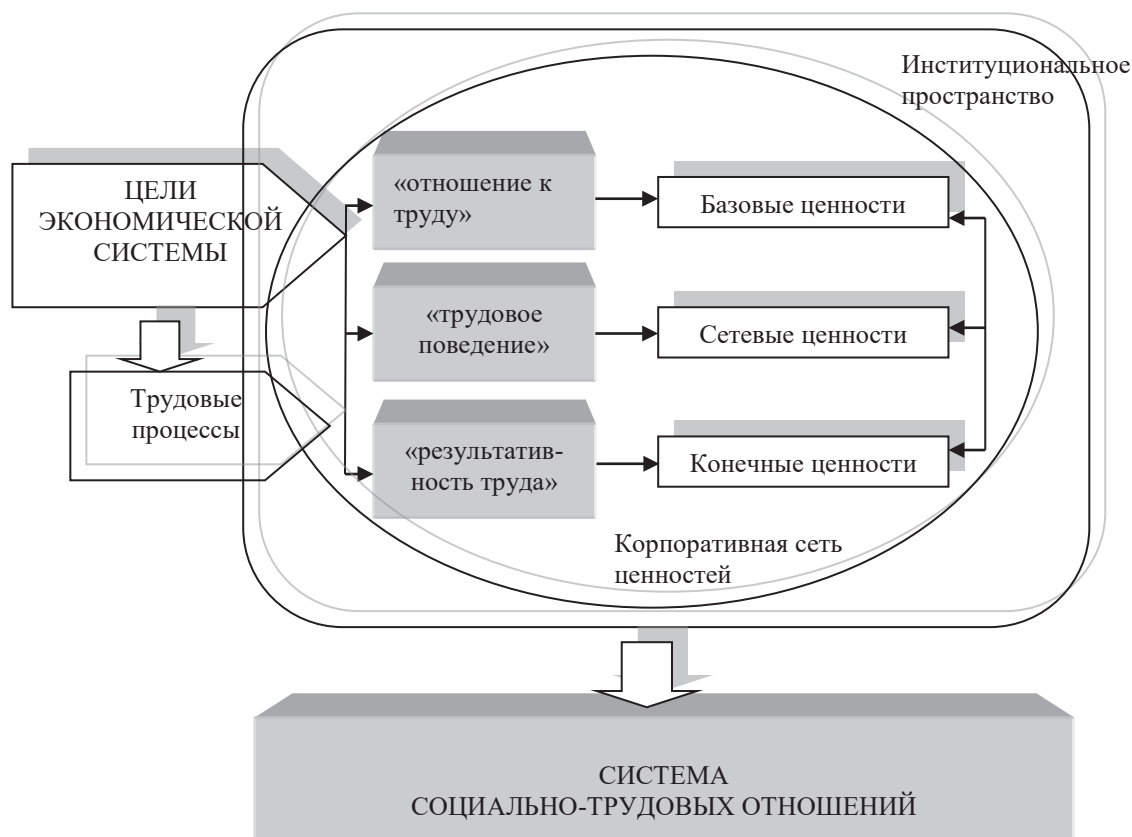 Институциональное
пространство
ЦЕЛИ
ЭКОНОМИЧЕСКОЙ
СИСТЕМЫ
«отношение к
труду»
Базовые ценности
«трудовое
поведение»
Сетевые ценности
Трудовые
процессы
«результатив-
ность труда»
Конечные ценности
Корпоративная сеть
ценностей
СИСТЕМА
СОЦИАЛЬНО-ТРУДОВЫХ ОТНОШЕНИЙ